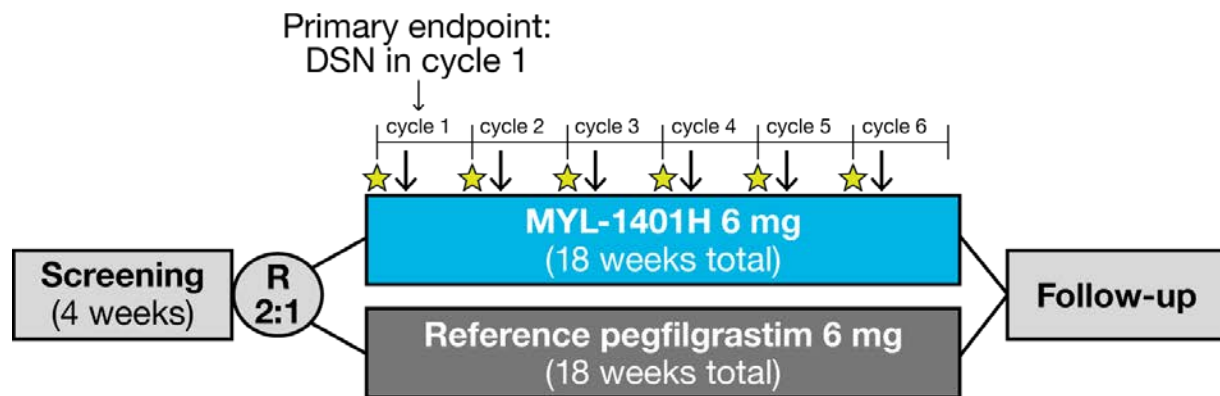 Primary endpoint:
DSN in cycle 1
cycle 1 cycle 2 cycle 3 cycle 4 cycle 5 cycle 6
MYL-1401H 6 mg
(18 weeks total)
Screening
(4 weeks)
R
2:1
Follow-up
Reference pegfilgrastim 6 mg
(18 weeks total)